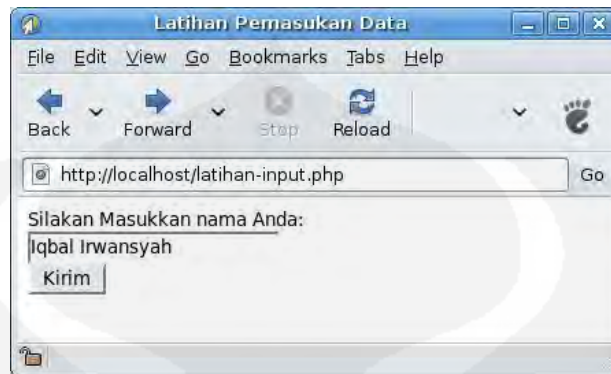 Latihan Pemasukan Data
File Edit View Go Bookmarks Tabs Help
Back Forward Stop Reload
http://localhost/latihan-input.php Go
Silakan Masukkan nama Anda:
Iqbal Irwansyah
Kirim